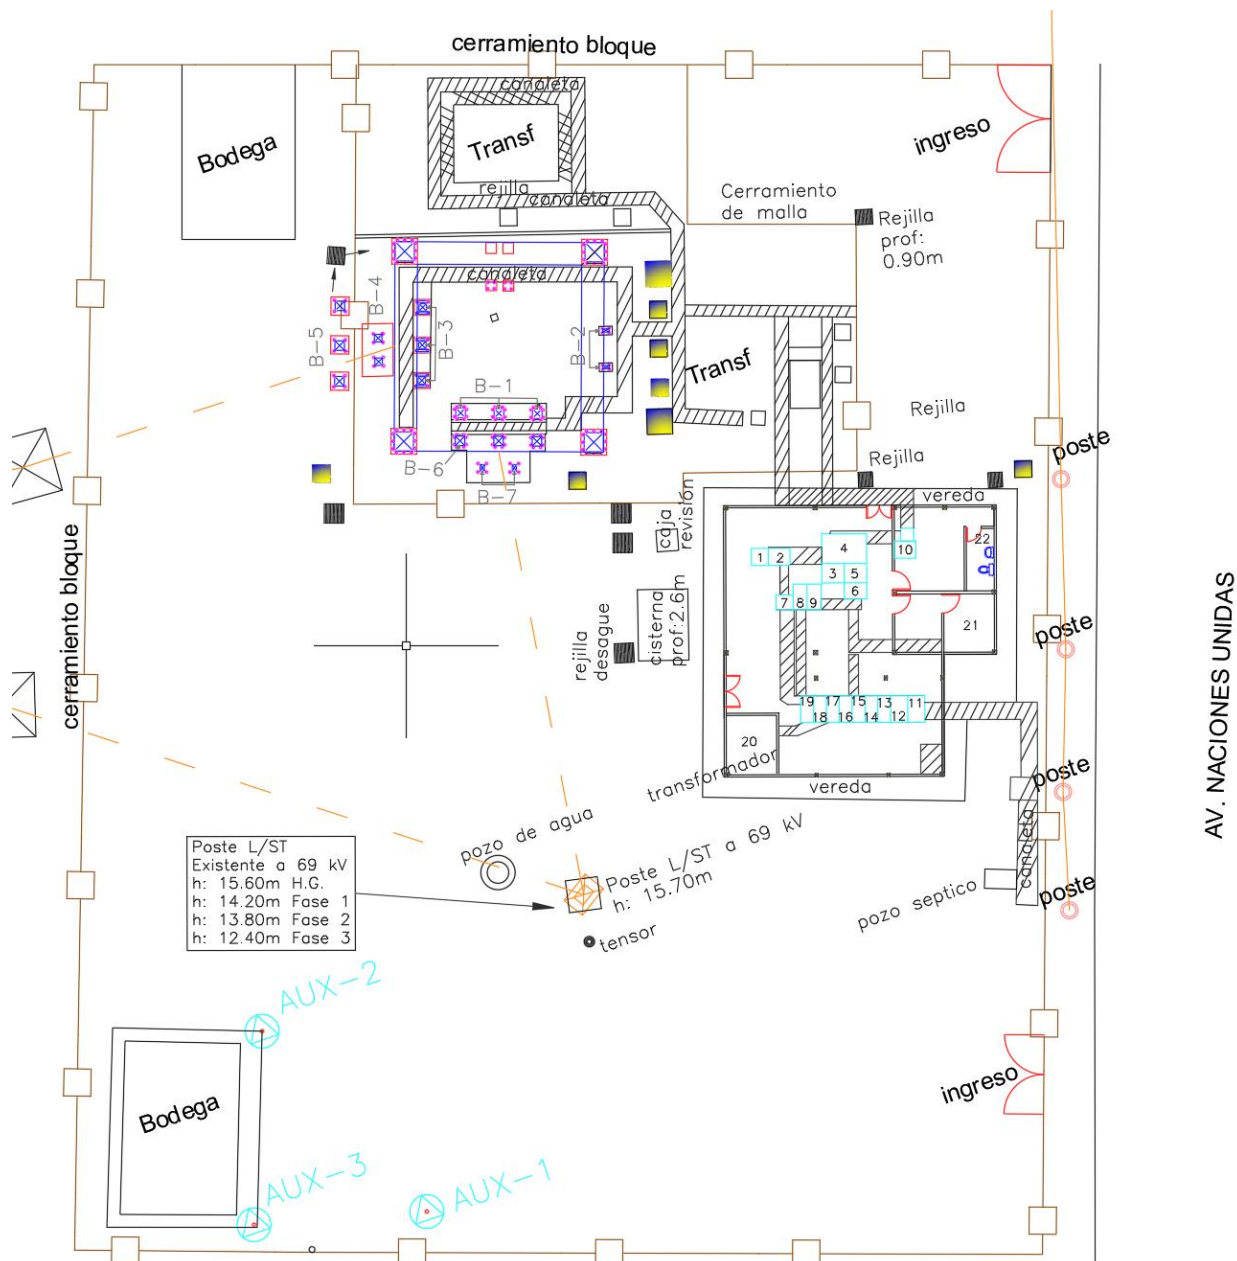 cerramiento bloque
canaleta
Transf
Bodega
ingreso
rejilla
canaleta
Cerramiento
de malla
Rejilla
prof:
0.90m
canaleta
B-4
B-5
B-3
B-2
B-1
Transf
Rejilla
B-6
B-7
Rejilla
poste
vereda
caja
revisión
cerramiento bloque
1
2
4
10
22
3
5
6
7
8
9
rejilla
desague
cisterna
prof:2.6m
21
poste
AV. NACIONES UNIDAS
19
17
15
13
11
18
16
14
12
20
transformador
vereda
poste
pozo de agua
Poste L/ST
Existente a 69 kV
h: 15.60m H.G.
h: 14.20m Fase 1
h: 13.80m Fase 2
h: 12.40m Fase 3
Poste L/ST a 69 kV
h: 15.70m
canaleta
pozo septico
poste
tensor
AUX-2
ingreso
Bodega
AUX-3
AUX-1